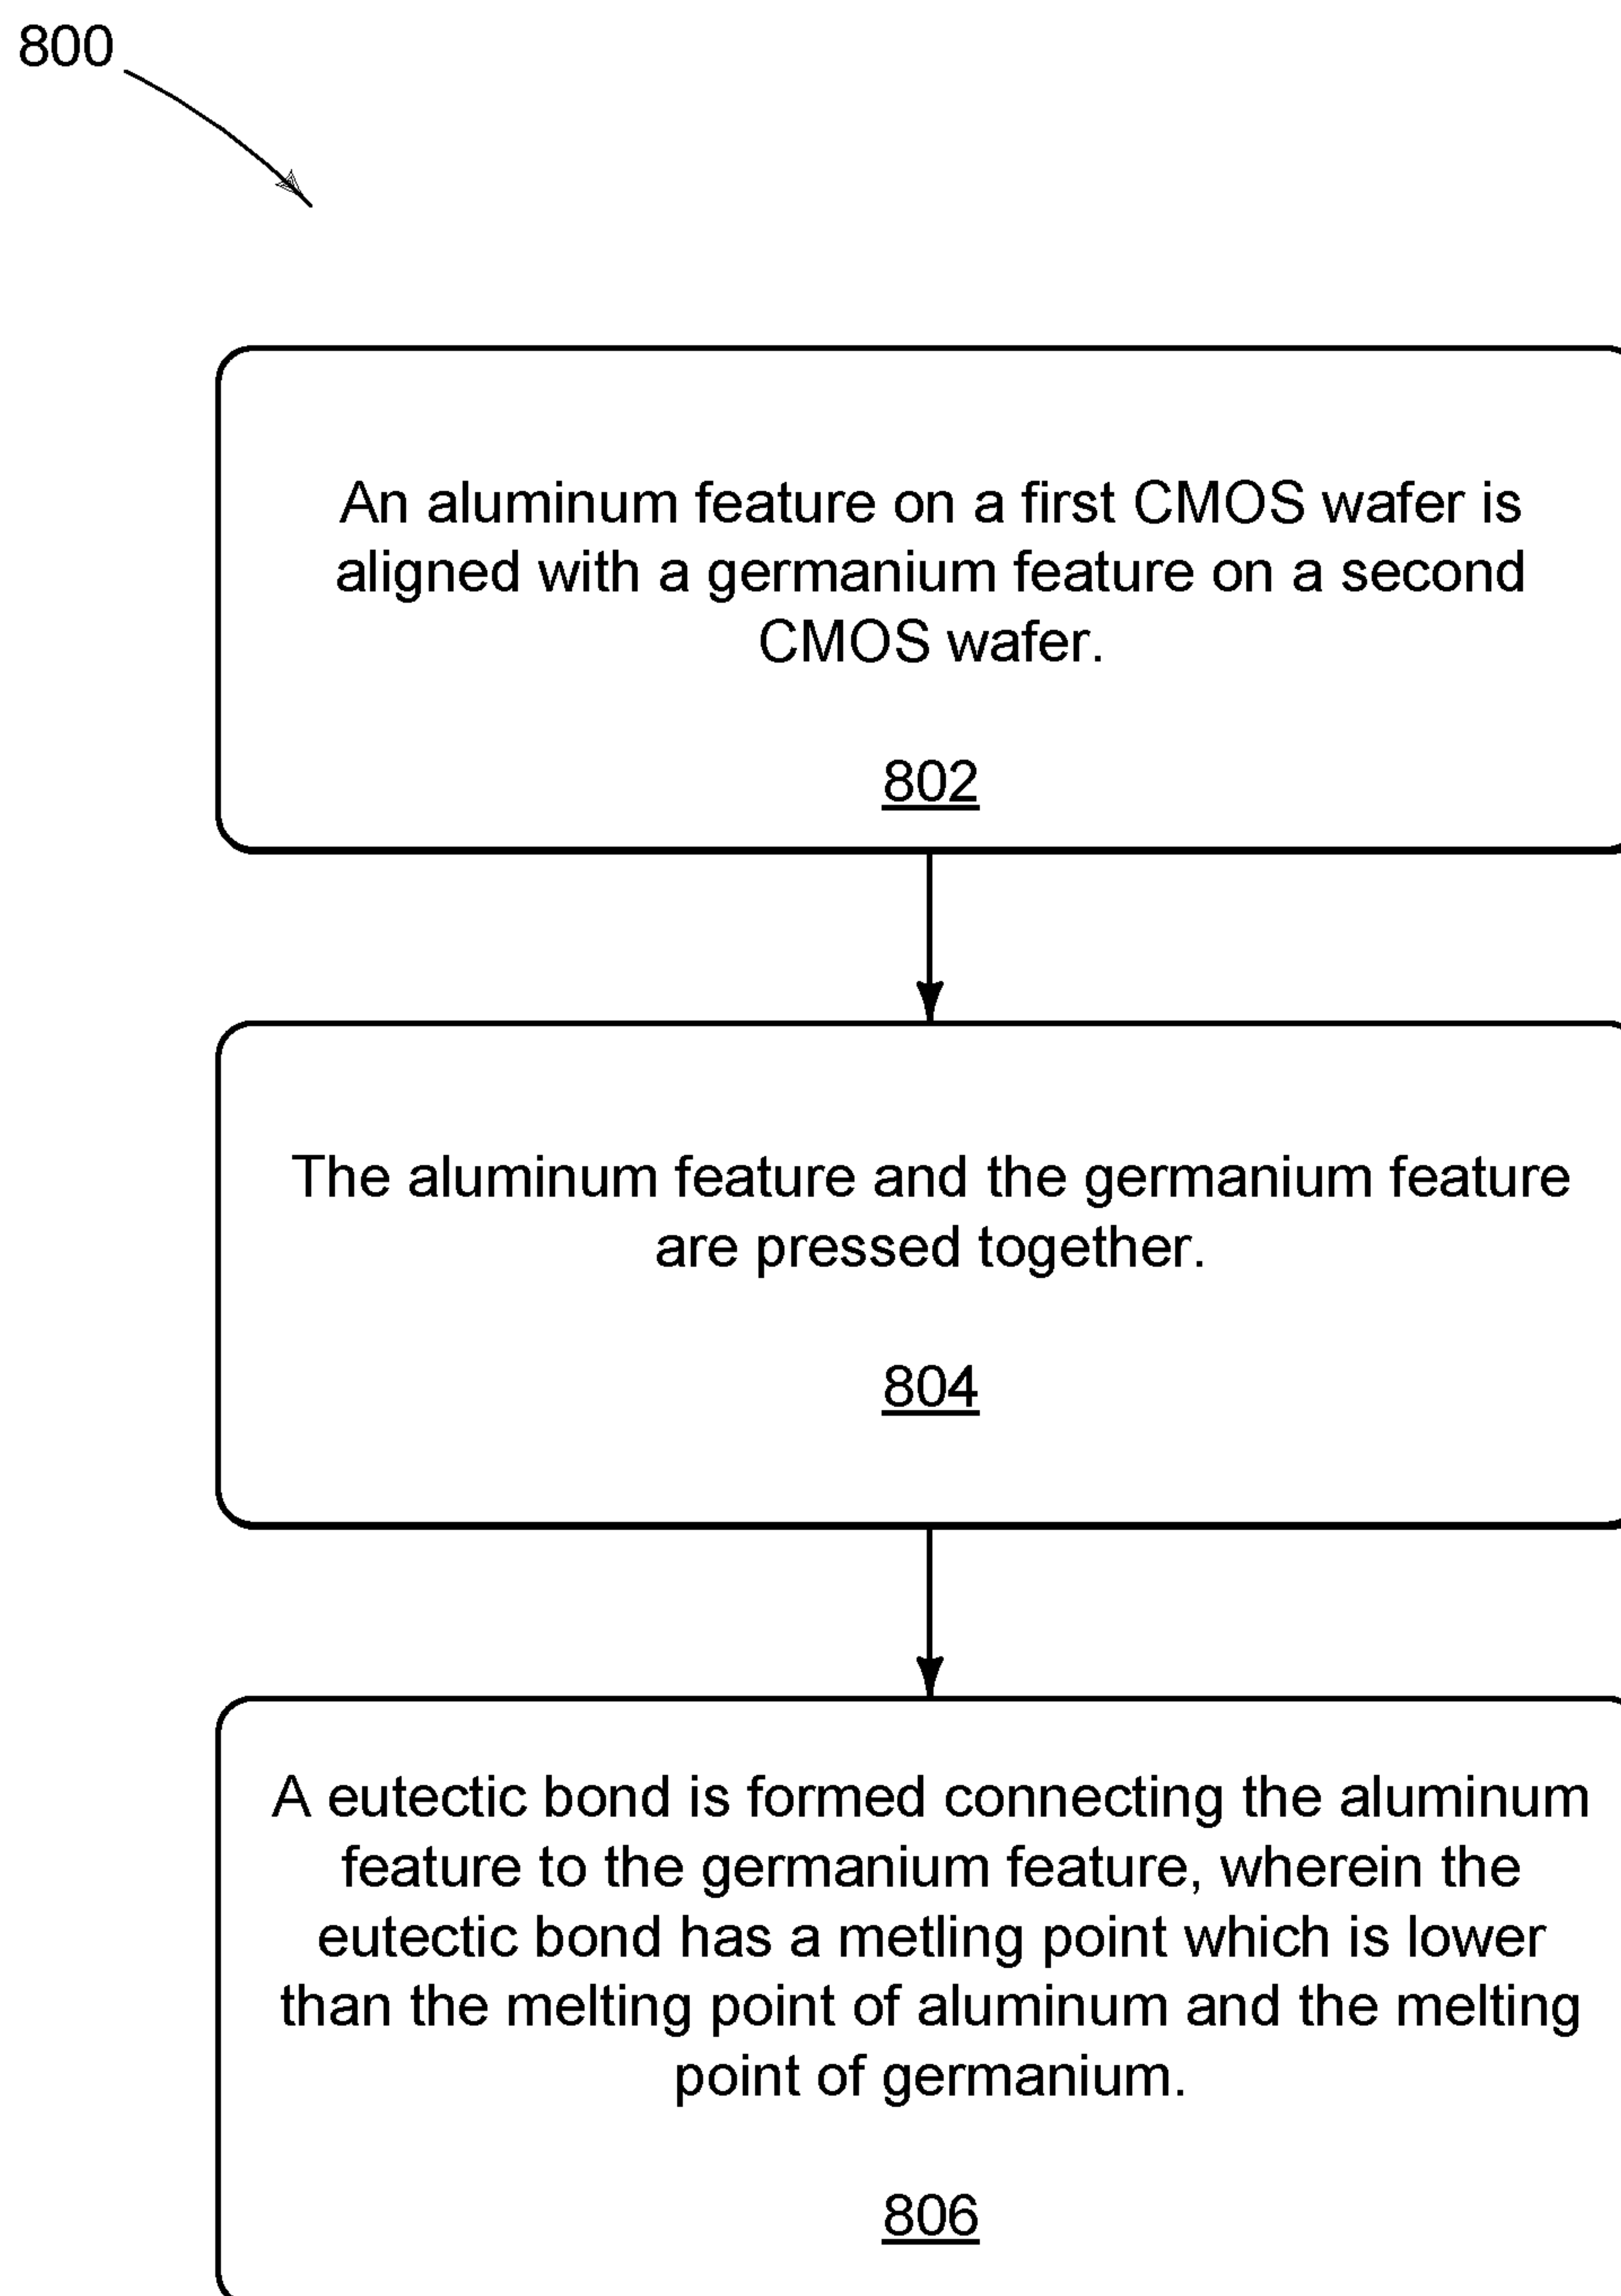 800
An aluminum feature on a first CMOS wafer is
aligned with a germanium feature on a second
CMOS wafer.
802
The aluminum feature and the germanium feature
are pressed together.
804
A eutectic bond is formed connecting the aluminum
feature to the germanium feature, wherein the
eutectic bond has a metling point which is lower
than the melting point of aluminum and the melting
point of germanium.
806